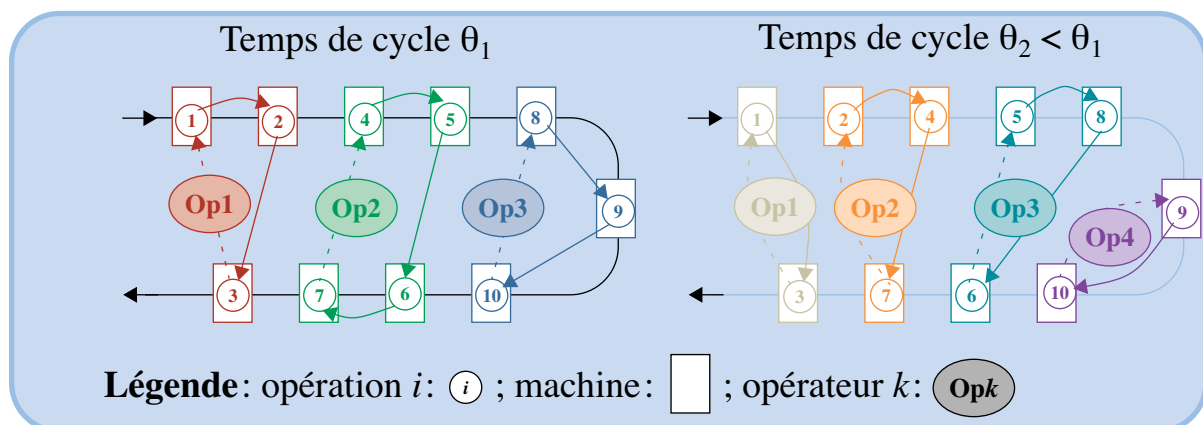 Temps de cycle θ1
Temps de cycle θ2 < θ1
1 2 4 5 8
1 2 4 5 8
Op1 Op2 Op3 9
Op1 Op2 Op3 Op4 9
3 7 6 10
3 7 6 10
Légende : opération i : i ; machine : ; opérateur k : Opk